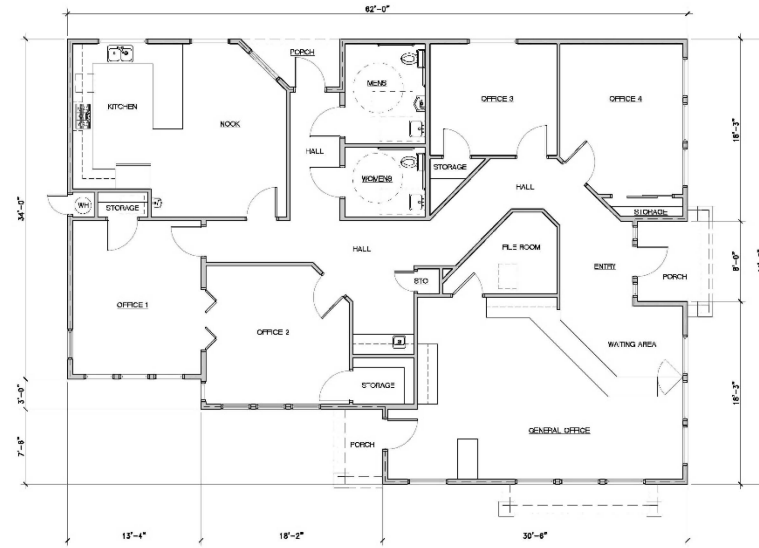 62'-0"
PORCH
KITCHEN
NOOK
MENS
OFFICE 3
OFFICE 4
18'-3"
HALL
STORAGE
WOMENS
HALL
34'-0"
WH
STORAGE
STORAGE
HALL
FILE ROOM
ENTRY
8'-0"
STO
PORCH
OFFICE 1
OFFICE 2
WATING AREA
STORAGE
18'-3"
3'-0"
GENERAL OFFICE
PORCH
7'-8"
13'-4"
18'-2"
30'-6"